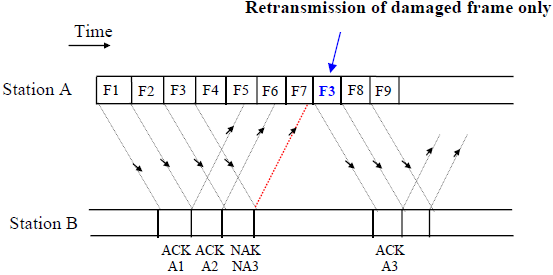 Retransmission of damaged frame only
Time
Station A
F1 F2 F3 F4 F5 F6 F7 F3 F8 F9
Station B
ACK ACK NAK ACK
A1 A2 NA3 A3